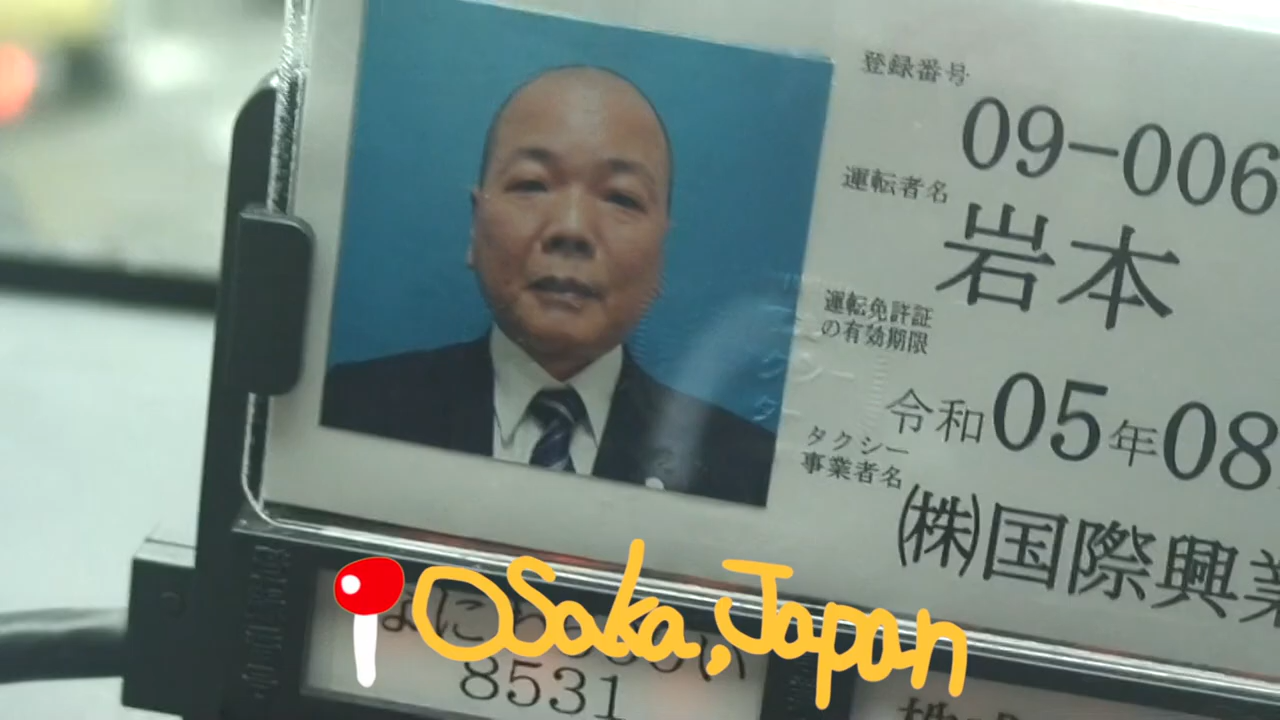 登録番号
09-006
運転者名
岩本
運転免許証
の有効期限
令和05年08
タクシー
事業者名
(株)国際興業
Osaka, Japan
8531